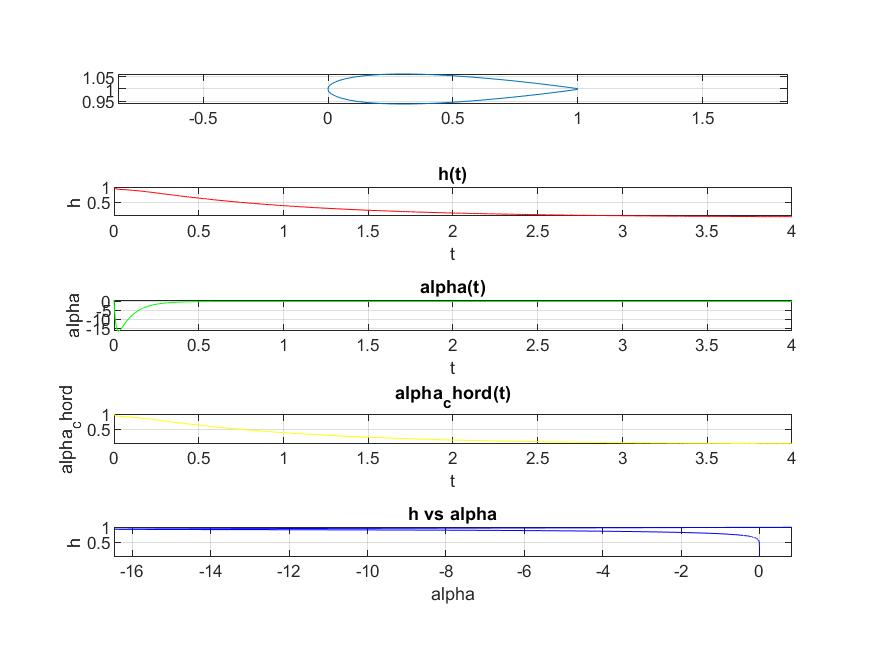 1.05
1
0.95
-0.5 0 0.5 1 1.5
h(t)
1
h 0.5
0 0.5 1 1.5 2 2.5 3 3.5 4
t
alpha(t)
alpha
0
-5
-10
-15
0 0.5 1 1.5 2 2.5 3 3.5 4
t
alpha_chord(t)
alpha_chord
1
0.5
0 0.5 1 1.5 2 2.5 3 3.5 4
t
h vs alpha
1
h 0.5
-16 -14 -12 -10 -8 -6 -4 -2 0
alpha